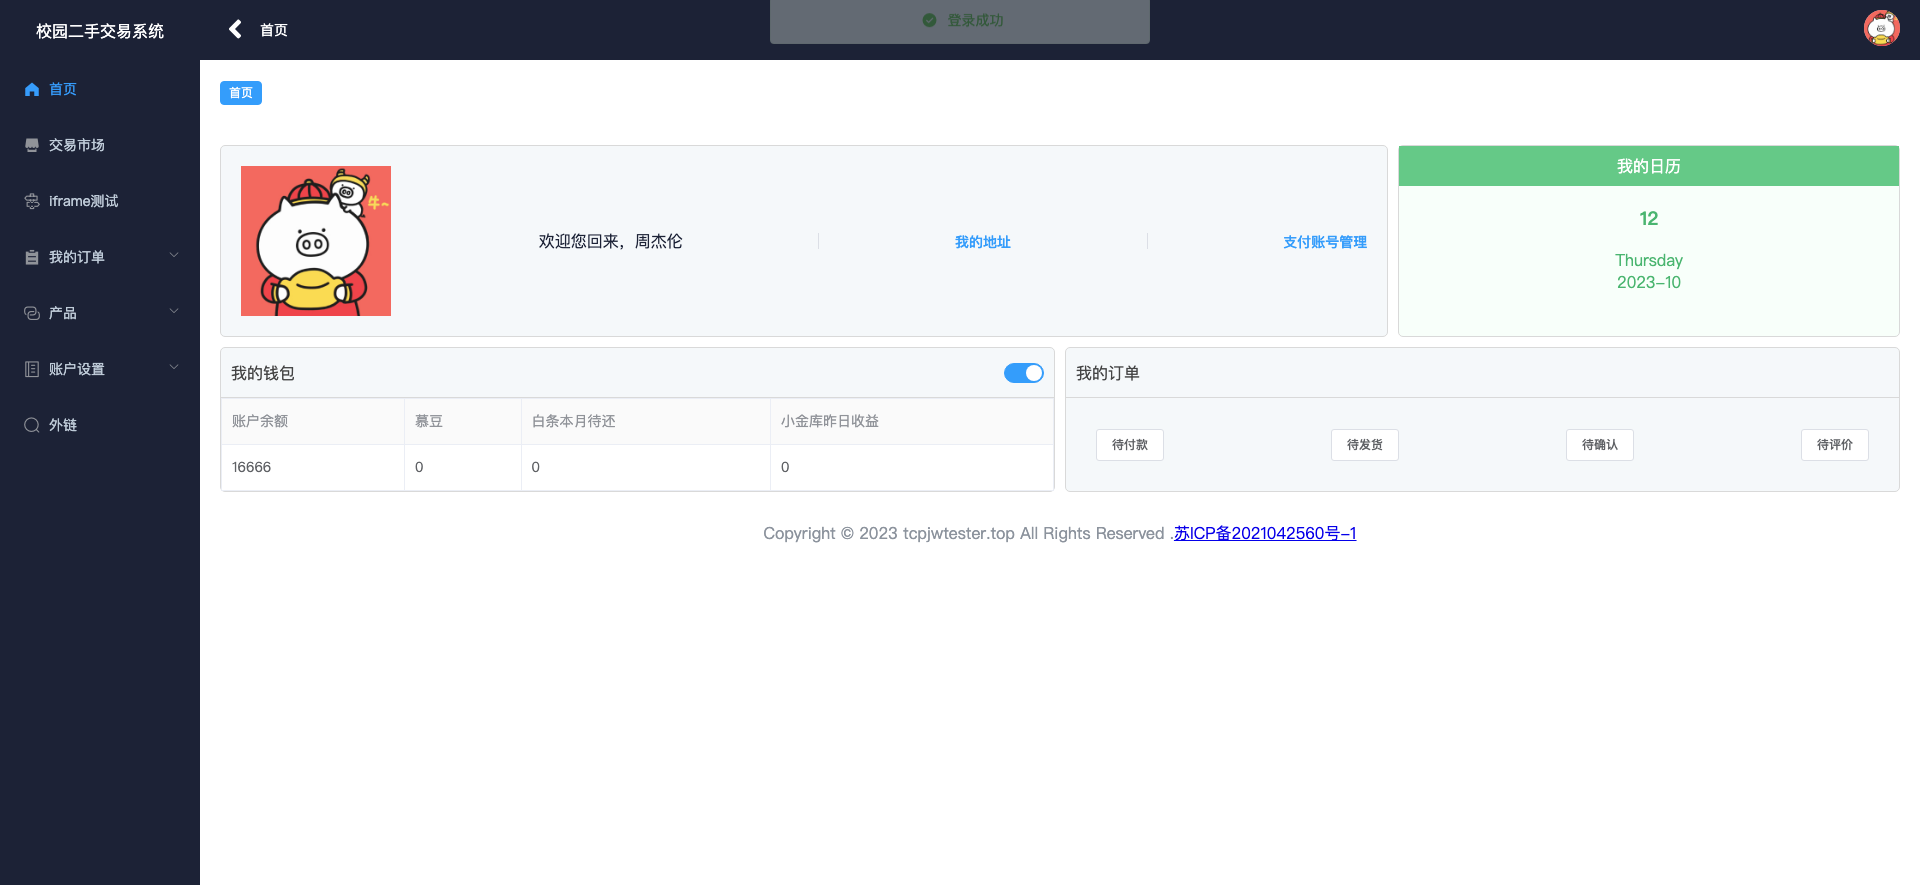 校园二手交易系统
首页
登录成功
首页
交易市场
iframe测试
我的订单
产品
账户设置
外链
首页
牛~
欢迎您回来，周杰伦
我的地址
支付账号管理
我的日历
12
Thursday
2023-10
我的钱包
账户余额 慕豆 白条本月待还 小金库昨日收益
16666 0 0 0
我的订单
待付款 待发货 待确认 待评价
Copyright © 2023 tcpjwtester.top All Rights Reserved .苏ICP备2021042560号-1